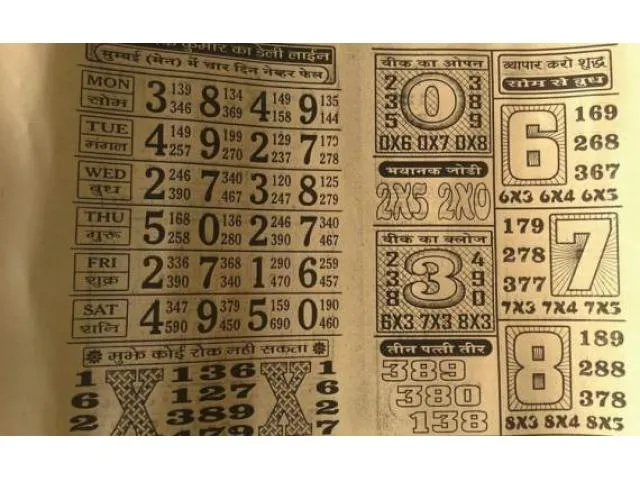 कुमार का डेली लाईन
मुम्बई (मेन) में चार दिन नेव्हर फेल
MON सोम 3 139 346 8 134 369 4 149 158 9 135 144
TUE मंगल 4 149 257 9 199 270 2 129 237 7 175 278
WED बुध 2 246 390 7 340 467 3 120 247 8 125 279
THU गुरू 5 168 258 0 136 280 2 246 390 7 340 467
FRI शुक्र 2 336 390 7 368 340 1 290 470 6 259 457
SAT शनि 4 347 590 9 379 450 5 159 690 0 190 460
मुझे कोई रोक नही सकता
1 6 2 X 136 127 389 479 X 1 6 2
वीक का ओपन
2 3 5 0 3 8 9
0X6 0X7 0X8
भयानक जोडी
2X5 2X0
वीक का क्लोज
3 3 8 3 4 9 0
6X3 7X3 8X3
तीन पत्ती तीर
389
380
138
व्यापार करो शुद्ध
सोम से बुध
6 169
268
367
6X3 6X4 6X5
179 7
278
377
7X3 7X4 7X5
8 189
288
378
8X3 8X4 8X5